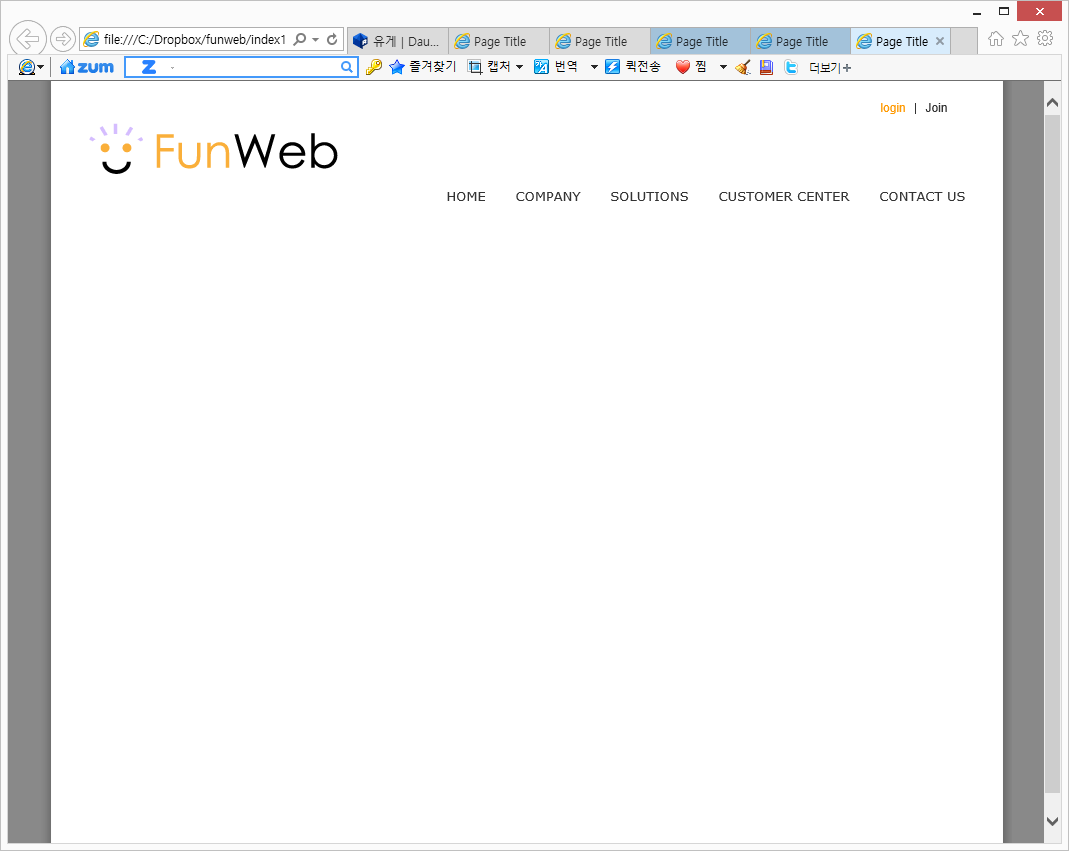 file:///C:/Dropbox/funweb/index1 유게 | Dau... Page Title Page Title Page Title Page Title Page Title
zum Z 즐겨찾기 캡처 번역 퀵전송 찜 더보기+
login | Join
FunWeb
HOME COMPANY SOLUTIONS CUSTOMER CENTER CONTACT US